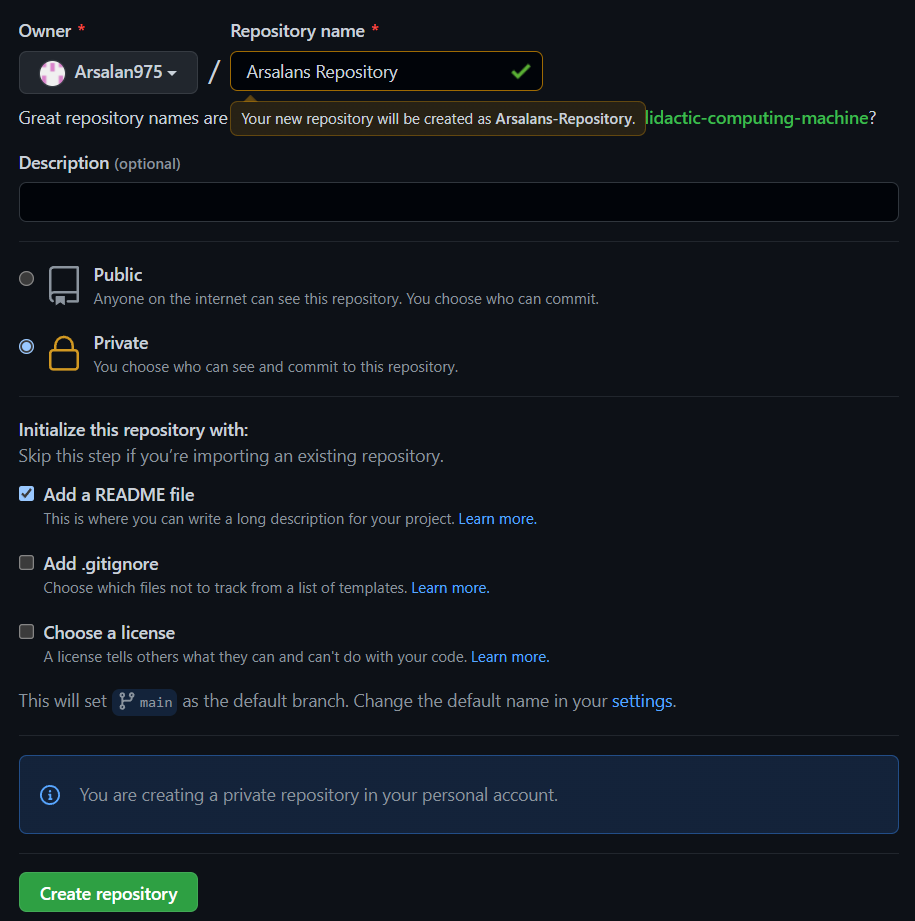 Owner * Repository name *
Arsalan975 / Arsalans Repository
Great repository names are Your new repository will be created as Arsalans-Repository. didactic-computing-machine?
Description (optional)
Public
Anyone on the internet can see this repository. You choose who can commit.
Private
You choose who can see and commit to this repository.
Initialize this repository with:
Skip this step if you’re importing an existing repository.
Add a README file
This is where you can write a long description for your project. Learn more.
Add .gitignore
Choose which files not to track from a list of templates. Learn more.
Choose a license
A license tells others what they can and can't do with your code. Learn more.
This will set main as the default branch. Change the default name in your settings.
You are creating a private repository in your personal account.
Create repository